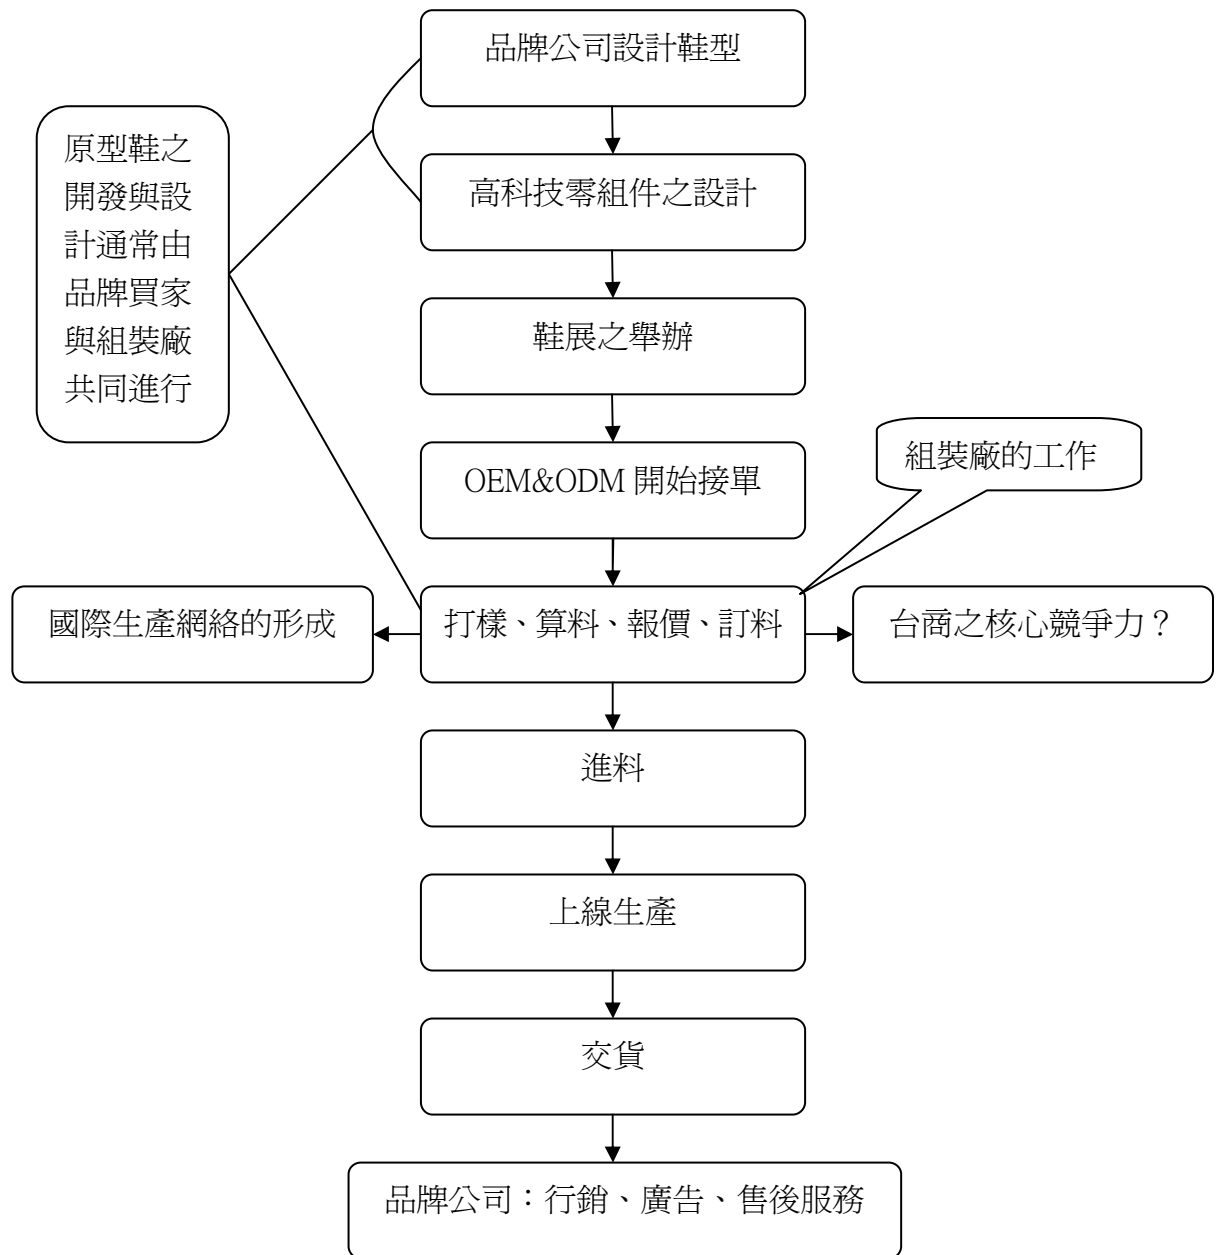 品牌公司設計鞋型
原型鞋之
開發與設
計通常由
品牌買家
與組裝廠
共同進行
高科技零組件之設計
鞋展之舉辦
OEM&ODM 開始接單
組裝廠的工作
國際生產網絡的形成
打樣、算料、報價、訂料
台商之核心競爭力？
進料
上線生產
交貨
品牌公司：行銷、廣告、售後服務